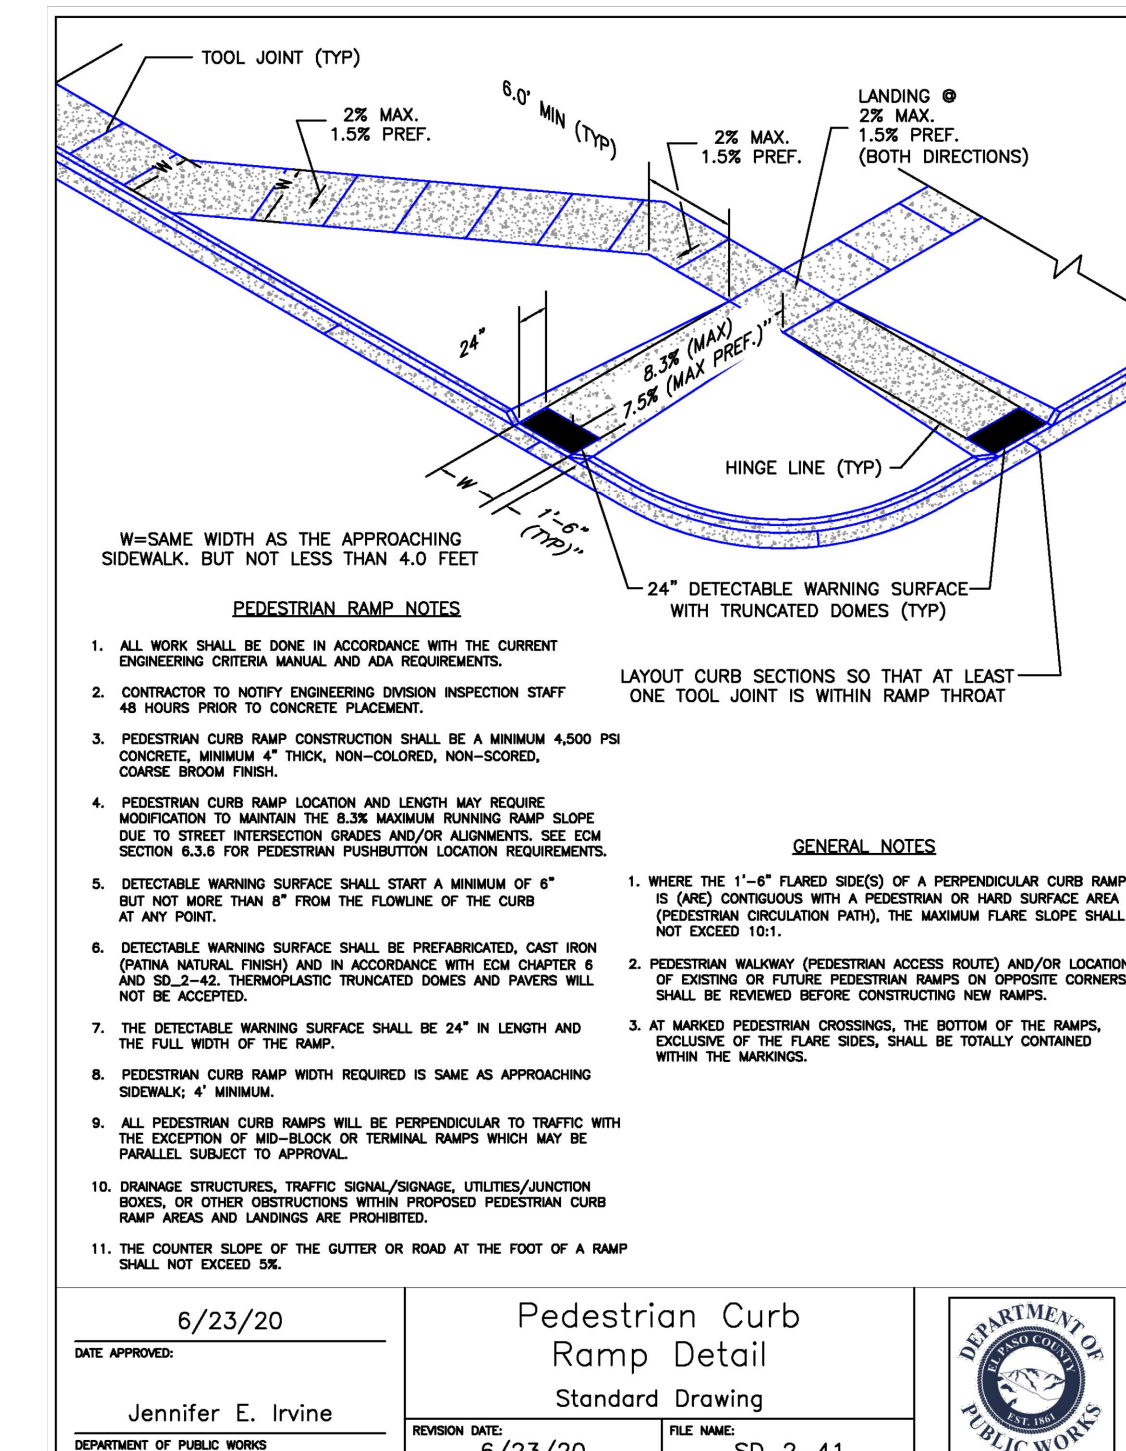 TOOL JOINT (TYP)
2% MAX.
1.5% PREF.
6.0' MIN (TYP)
2% MAX.
1.5% PREF.
LANDING @
2% MAX.
1.5% PREF.
(BOTH DIRECTIONS)
W
W
24"
8.3% (MAX)
7.5% (MAX PREF.)"
HINGE LINE (TYP)
W
1'-6"
(TYP)"
W=SAME WIDTH AS THE APPROACHING
SIDEWALK. BUT NOT LESS THAN 4.0 FEET
24" DETECTABLE WARNING SURFACE
WITH TRUNCATED DOMES (TYP)
LAYOUT CURB SECTIONS SO THAT AT LEAST
ONE TOOL JOINT IS WITHIN RAMP THROAT
PEDESTRIAN RAMP NOTES
1. ALL WORK SHALL BE DONE IN ACCORDANCE WITH THE CURRENT
ENGINEERING CRITERIA MANUAL AND ADA REQUIREMENTS.
2. CONTRACTOR TO NOTIFY ENGINEERING DIVISION INSPECTION STAFF
48 HOURS PRIOR TO CONCRETE PLACEMENT.
3. PEDESTRIAN CURB RAMP CONSTRUCTION SHALL BE A MINIMUM 4,500 PSI
CONCRETE, MINIMUM 4" THICK, NON-COLORED, NON-SCORED,
COARSE BROOM FINISH.
4. PEDESTRIAN CURB RAMP LOCATION AND LENGTH MAY REQUIRE
MODIFICATION TO MAINTAIN THE 8.3% MAXIMUM RUNNING RAMP SLOPE
DUE TO STREET INTERSECTION GRADES AND/OR ALIGNMENTS. SEE ECM
SECTION 6.3.6 FOR PEDESTRIAN PUSHBUTTON LOCATION REQUIREMENTS.
5. DETECTABLE WARNING SURFACE SHALL START A MINIMUM OF 6"
BUT NOT MORE THAN 8" FROM THE FLOWLINE OF THE CURB
AT ANY POINT.
6. DETECTABLE WARNING SURFACE SHALL BE PREFABRICATED, CAST IRON
(PATINA NATURAL FINISH) AND IN ACCORDANCE WITH ECM CHAPTER 6
AND SD_2-42. THERMOPLASTIC TRUNCATED DOMES AND PAVERS WILL
NOT BE ACCEPTED.
7. THE DETECTABLE WARNING SURFACE SHALL BE 24" IN LENGTH AND
THE FULL WIDTH OF THE RAMP.
8. PEDESTRIAN CURB RAMP WIDTH REQUIRED IS SAME AS APPROACHING
SIDEWALK; 4' MINIMUM.
9. ALL PEDESTRIAN CURB RAMPS WILL BE PERPENDICULAR TO TRAFFIC WITH
THE EXCEPTION OF MID-BLOCK OR TERMINAL RAMPS WHICH MAY BE
PARALLEL SUBJECT TO APPROVAL.
10. DRAINAGE STRUCTURES, TRAFFIC SIGNAL/SIGNAGE, UTILITIES/JUNCTION
BOXES, OR OTHER OBSTRUCTIONS WITHIN PROPOSED PEDESTRIAN CURB
RAMP AREAS AND LANDINGS ARE PROHIBITED.
11. THE COUNTER SLOPE OF THE GUTTER OR ROAD AT THE FOOT OF A RAMP
SHALL NOT EXCEED 5%.
GENERAL NOTES
1. WHERE THE 1'-6" FLARED SIDE(S) OF A PERPENDICULAR CURB RAMP
IS (ARE) CONTIGUOUS WITH A PEDESTRIAN OR HARD SURFACE AREA
(PEDESTRIAN CIRCULATION PATH), THE MAXIMUM FLARE SLOPE SHALL
NOT EXCEED 10:1.
2. PEDESTRIAN WALKWAY (PEDESTRIAN ACCESS ROUTE) AND/OR LOCATION
OF EXISTING OR FUTURE PEDESTRIAN RAMPS ON OPPOSITE CORNERS
SHALL BE REVIEWED BEFORE CONSTRUCTING NEW RAMPS.
3. AT MARKED PEDESTRIAN CROSSINGS, THE BOTTOM OF THE RAMPS,
EXCLUSIVE OF THE FLARE SIDES, SHALL BE TOTALLY CONTAINED
WITHIN THE MARKINGS.
6/23/20
DATE APPROVED:
Jennifer E. Irvine
DEPARTMENT OF PUBLIC WORKS
Pedestrian Curb
Ramp Detail
Standard Drawing
REVISION DATE:
6/23/20
FILE NAME:
SD_2-41
DEPARTMENT OF
EL PASO COUNTY
EST. 1861
PUBLIC WORKS